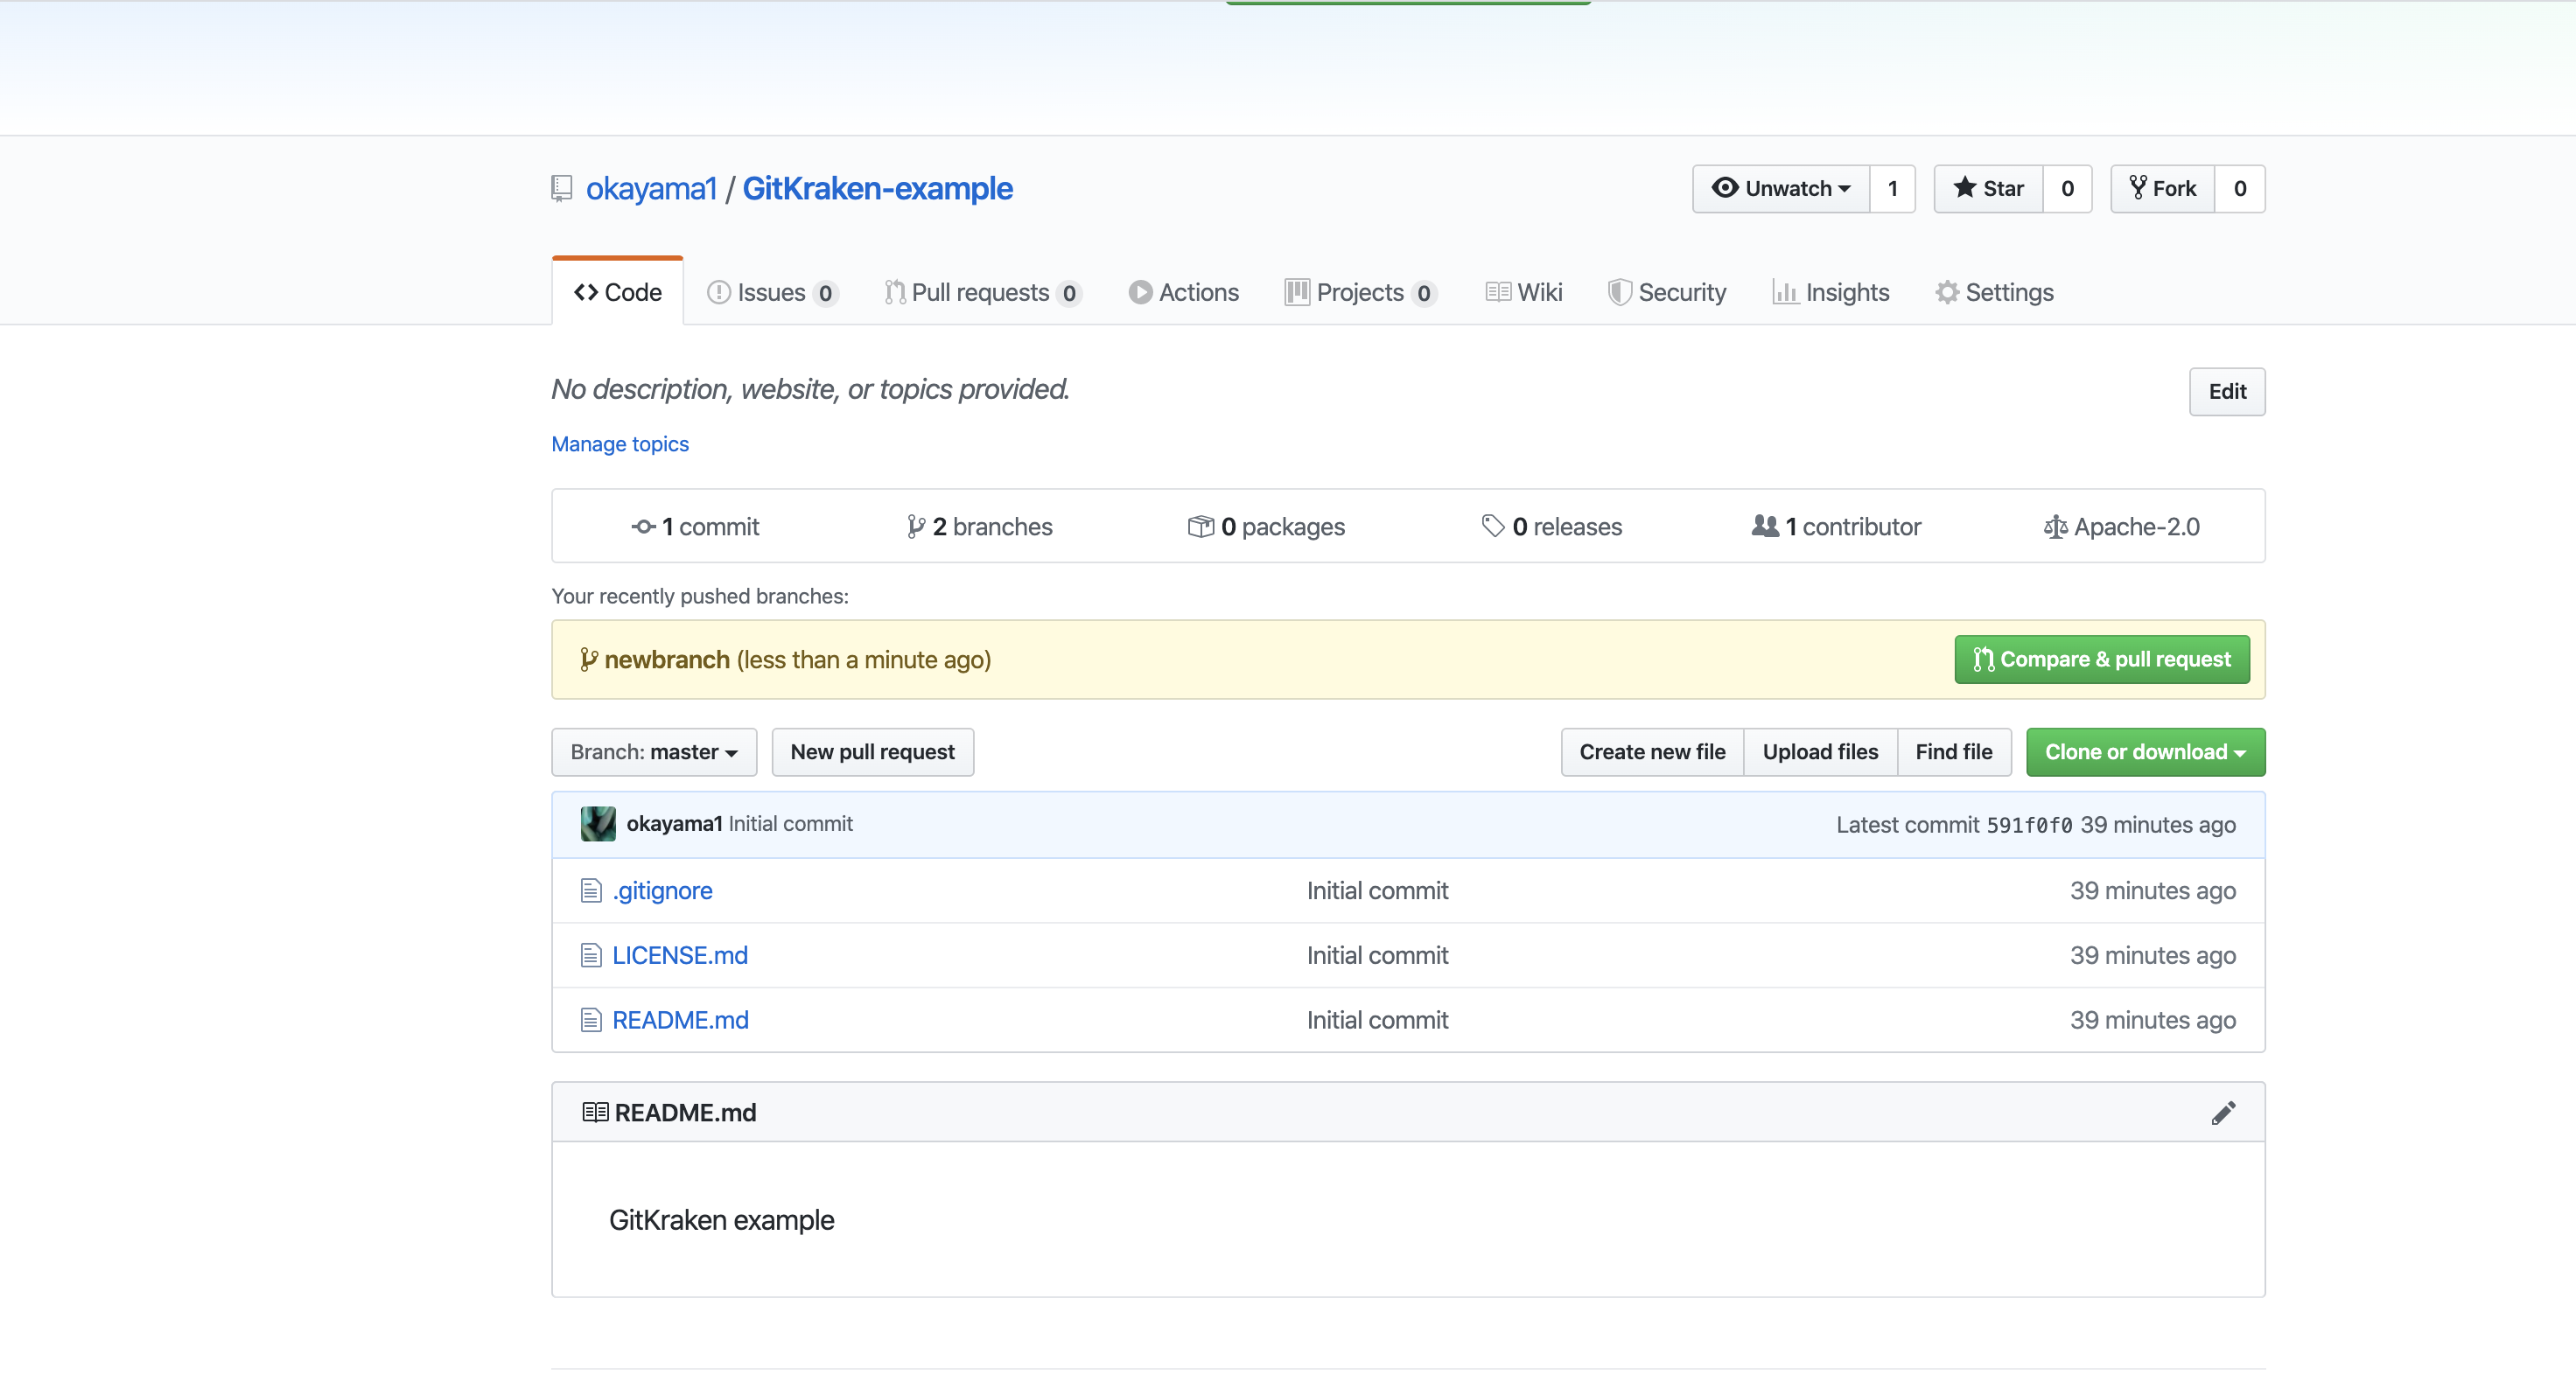 okayama1 / GitKraken-example
Unwatch 1 Star 0 Fork 0
Code Issues 0 Pull requests 0 Actions Projects 0 Wiki Security Insights Settings
No description, website, or topics provided. Edit
Manage topics
1 commit 2 branches 0 packages 0 releases 1 contributor Apache-2.0
Your recently pushed branches:
newbranch (less than a minute ago) Compare & pull request
Branch: master New pull request Create new file Upload files Find file Clone or download
okayama1 Initial commit Latest commit 591f0f0 39 minutes ago
.gitignore Initial commit 39 minutes ago
LICENSE.md Initial commit 39 minutes ago
README.md Initial commit 39 minutes ago
README.md
GitKraken example